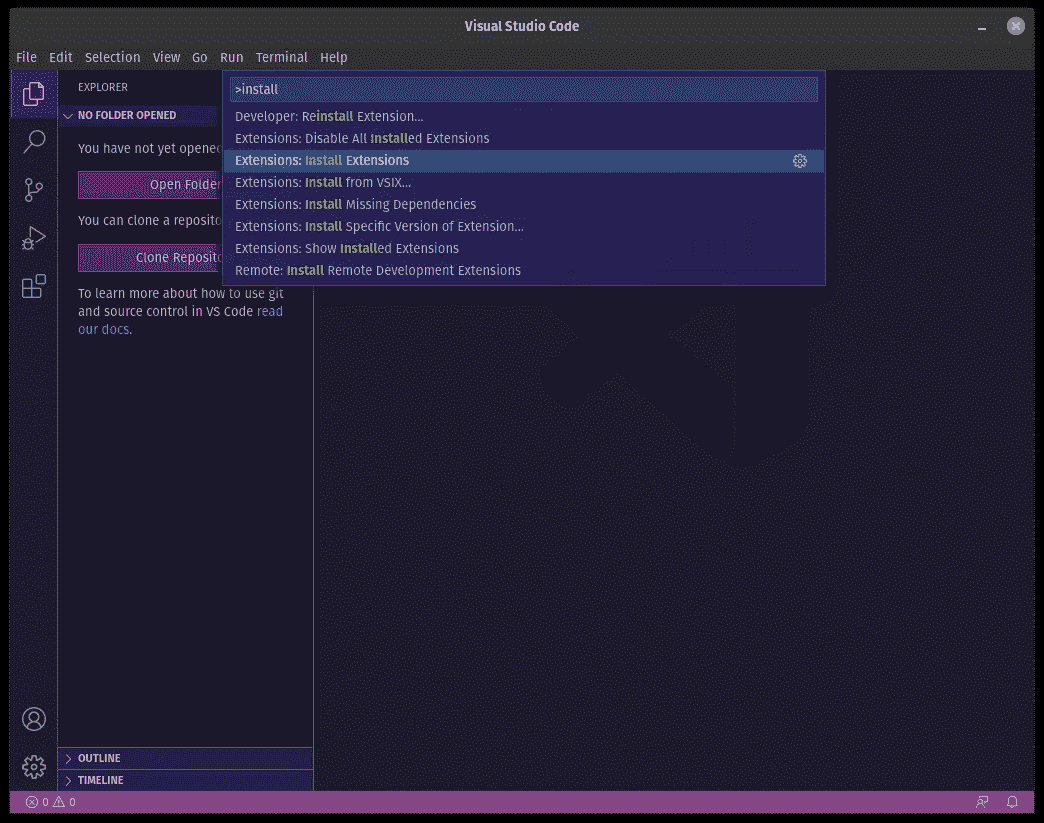 Visual Studio Code
File Edit Selection View Go Run Terminal Help
EXPLORER
NO FOLDER OPENED
You have not yet opene
Open Folder
You can clone a reposito
Clone Reposito
To learn more about how to use git
and source control in VS Code read
our docs.
>install
Developer: Reinstall Extension...
Extensions: Disable All Installed Extensions
Extensions: Install Extensions
Extensions: Install from VSIX...
Extensions: Install Missing Dependencies
Extensions: Install Specific Version of Extension...
Extensions: Show Installed Extensions
Remote: Install Remote Development Extensions
OUTLINE
TIMELINE
0 0